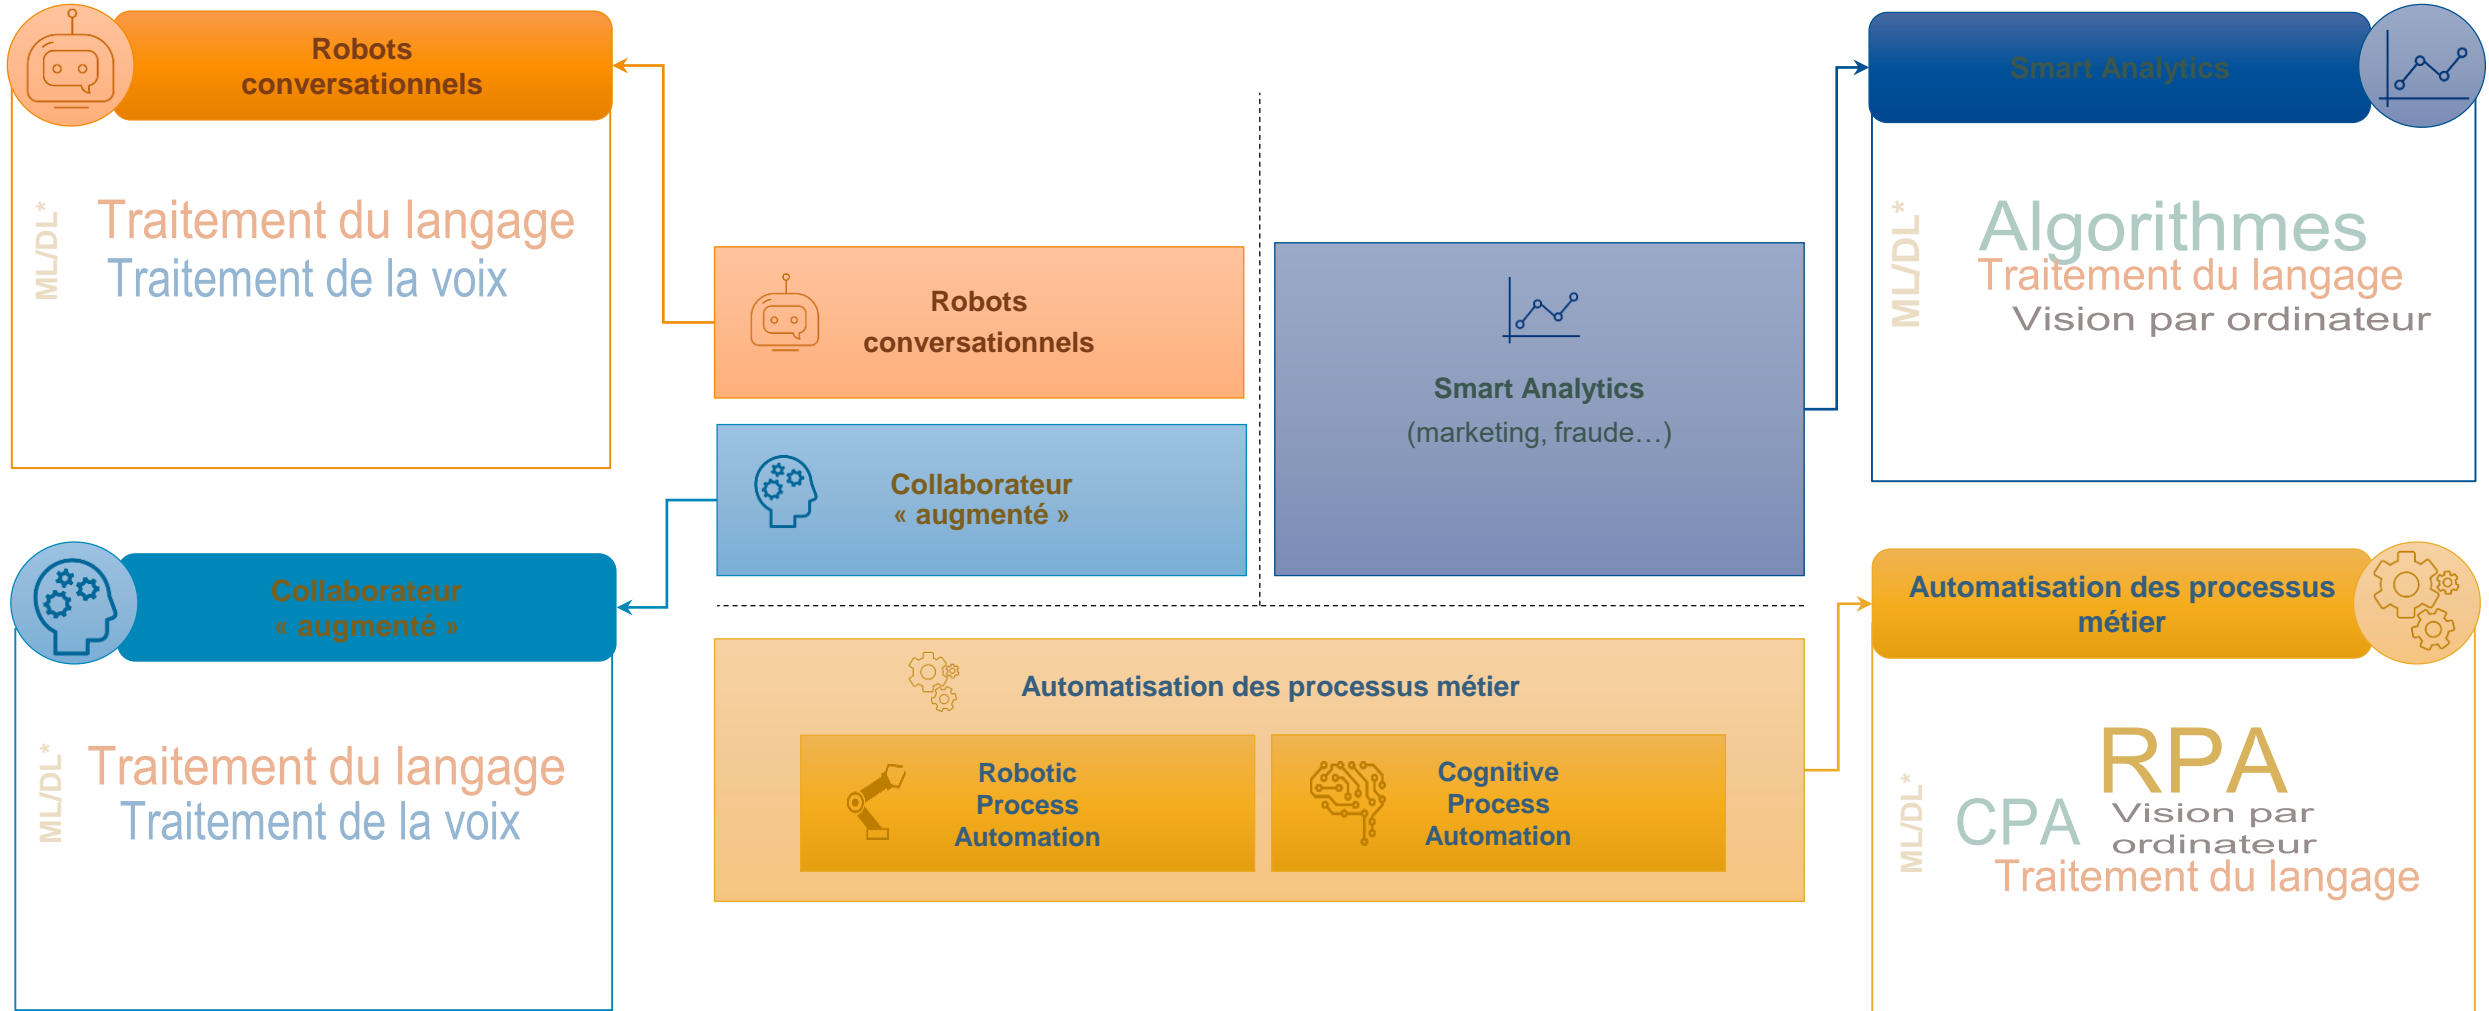 Robots
conversationnels
ML/DL*
Traitement du langage
Traitement de la voix
Collaborateur
« augmenté »
ML/DL*
Traitement du langage
Traitement de la voix
Robots
conversationnels
Collaborateur
« augmenté »
Smart Analytics
(marketing, fraude…)
Automatisation des processus métier
Robotic
Process
Automation
Cognitive
Process
Automation
Smart Analytics
ML/DL*
Algorithmes
Traitement du langage
Vision par ordinateur
Automatisation des processus
métier
ML/DL*
RPA
CPA
Vision par
ordinateur
Traitement du langage